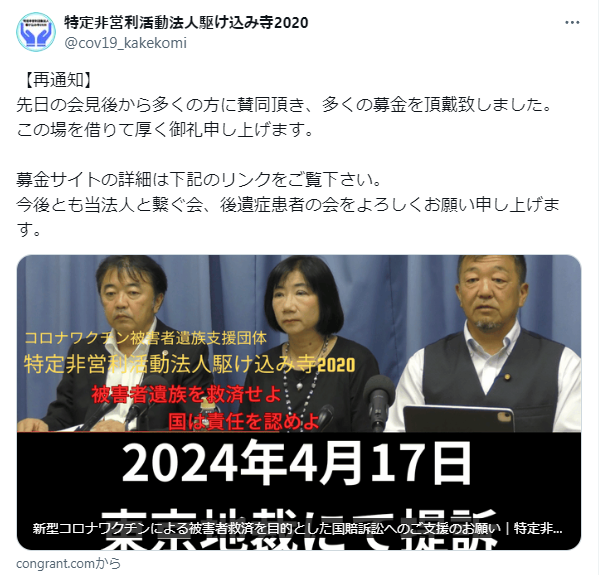 特定非営利活動法人駆け込み寺2020
@cov19_kakekomi
【再通知】
先日の会見後から多くの方に賛同頂き、多くの募金を頂戴致しました。
この場を借りて厚く御礼申し上げます。
募金サイトの詳細は下記のリンクをご覧下さい。
今後とも当法人と繋ぐ会、後遺症患者の会をよろしくお願い申し上げま
す。
コロナワクチン被害者遺族支援団体
特定非営利活動法人駆け込み寺2020
被害者遺族を救済せよ
国は責任を認めよ
2024年4月17日
東京地裁にて提訴
新型コロナワクチンによる被害者救済を目的とした国賠訴訟へのご支援のお願い｜特定非...
congrant.comから